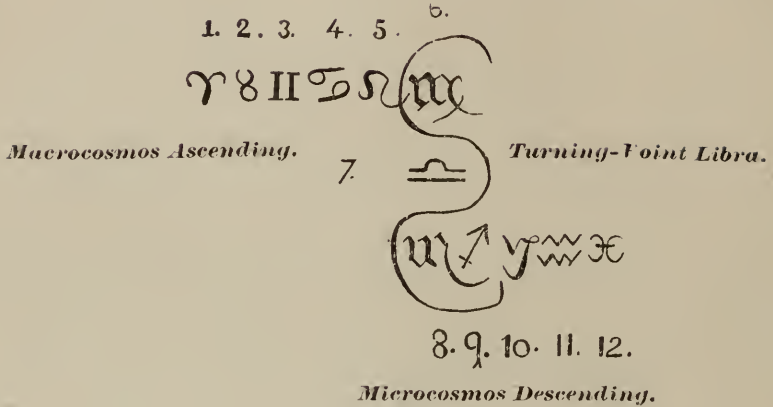 6.
1. 2. 3. 4. 5.
♈ ♉ ♊ ♋ ♌ ♍
Macrocosmos Ascending.
7. ♎
Turning-Point Libra.
♏ ♐ ♑ ♒ ♓
8. 9. 10. 11. 12.
Microcosmos Descending.